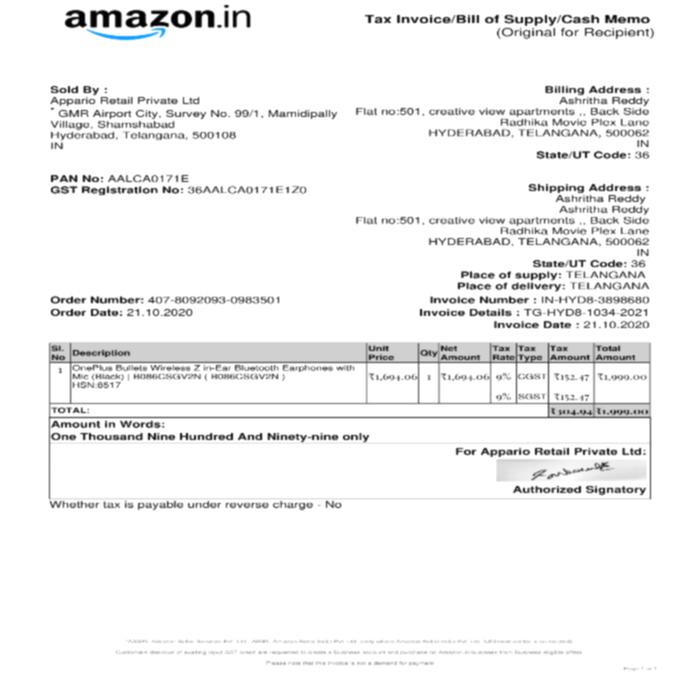 amazon.in
Tax Invoice/Bill of Supply/Cash Memo
(Original for Recipient)
Sold By :
Appario Retail Private Ltd
* GMR Airport City, Survey No. 99/1, Mamidipally
Village, Shamshabad
Hyderabad, Telangana, 500108
IN
Billing Address :
Ashritha Reddy
Flat no:501, creative view apartments ,, Back Side
Radhika Movie Plex Lane
HYDERABAD, TELANGANA, 500062
IN
State/UT Code: 36
PAN No: AALCA0171E
GST Registration No: 36AALCA0171E1Z0
Shipping Address :
Ashritha Reddy
Ashritha Reddy
Flat no:501, creative view apartments ,, Back Side
Radhika Movie Plex Lane
HYDERABAD, TELANGANA, 500062
IN
State/UT Code: 36
Place of supply: TELANGANA
Place of delivery: TELANGANA
Order Number: 407-8092093-0983501
Order Date: 21.10.2020
Invoice Number : IN-HYD8-3898680
Invoice Details : TG-HYD8-1034-2021
Invoice Date : 21.10.2020
Sl. No Description Unit Price Qty Net Amount Tax Rate Tax Type Tax Amount Total Amount
1 OnePlus Bullets Wireless Z in-Ear Bluetooth Earphones with ₹1,694.06 1 ₹1,694.06 9% CGST ₹152.47 ₹1,999.00
Mic (Black) | B086CSGV2N ( B086CSGV2N )
HSN:8517
9% SGST ₹152.47
TOTAL: ₹304.94 ₹1,999.00
Amount in Words:
One Thousand Nine Hundred And Ninety-nine only
For Appario Retail Private Ltd:
Authorized Signatory
Whether tax is payable under reverse charge - No
Please note that this invoice is not a demand for payment
Page 1 of 1